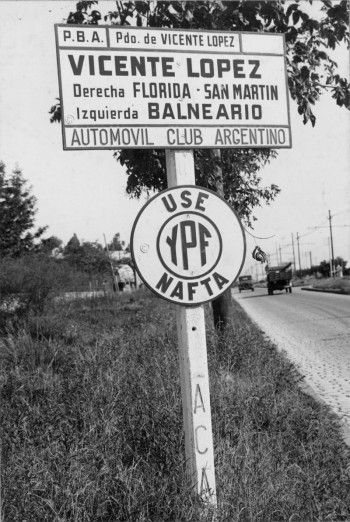 P.B.A. Pdo. de VICENTE LOPEZ
VICENTE LOPEZ
Derecha FLORIDA - SAN MARTIN
Izquierda BALNEARIO
AUTOMOVIL CLUB ARGENTINO
USE
YPF
NAFTA
ACA